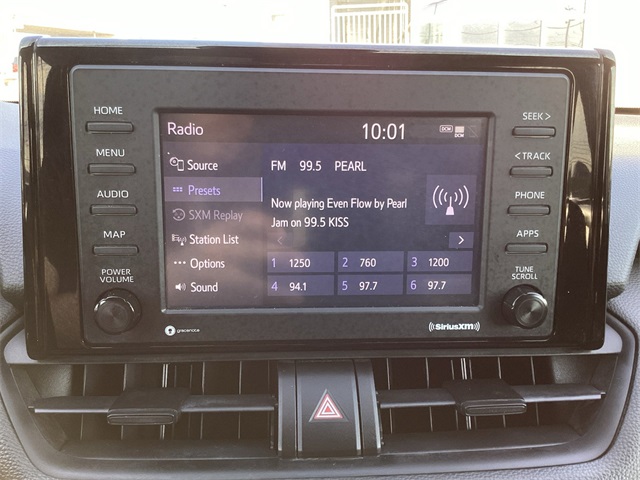 HOME
MENU
AUDIO
MAP
POWER
VOLUME
SEEK >
< TRACK
PHONE
APPS
TUNE
SCROLL
Radio
10:01
DCM
DCM
Source
Presets
SXM Replay
Station List
Options
Sound
FM 99.5 PEARL
Now playing Even Flow by Pearl
Jam on 99.5 KISS
< >
1 1250 2 760 3 1200
4 94.1 5 97.7 6 97.7
gracenote
((SiriusXM))